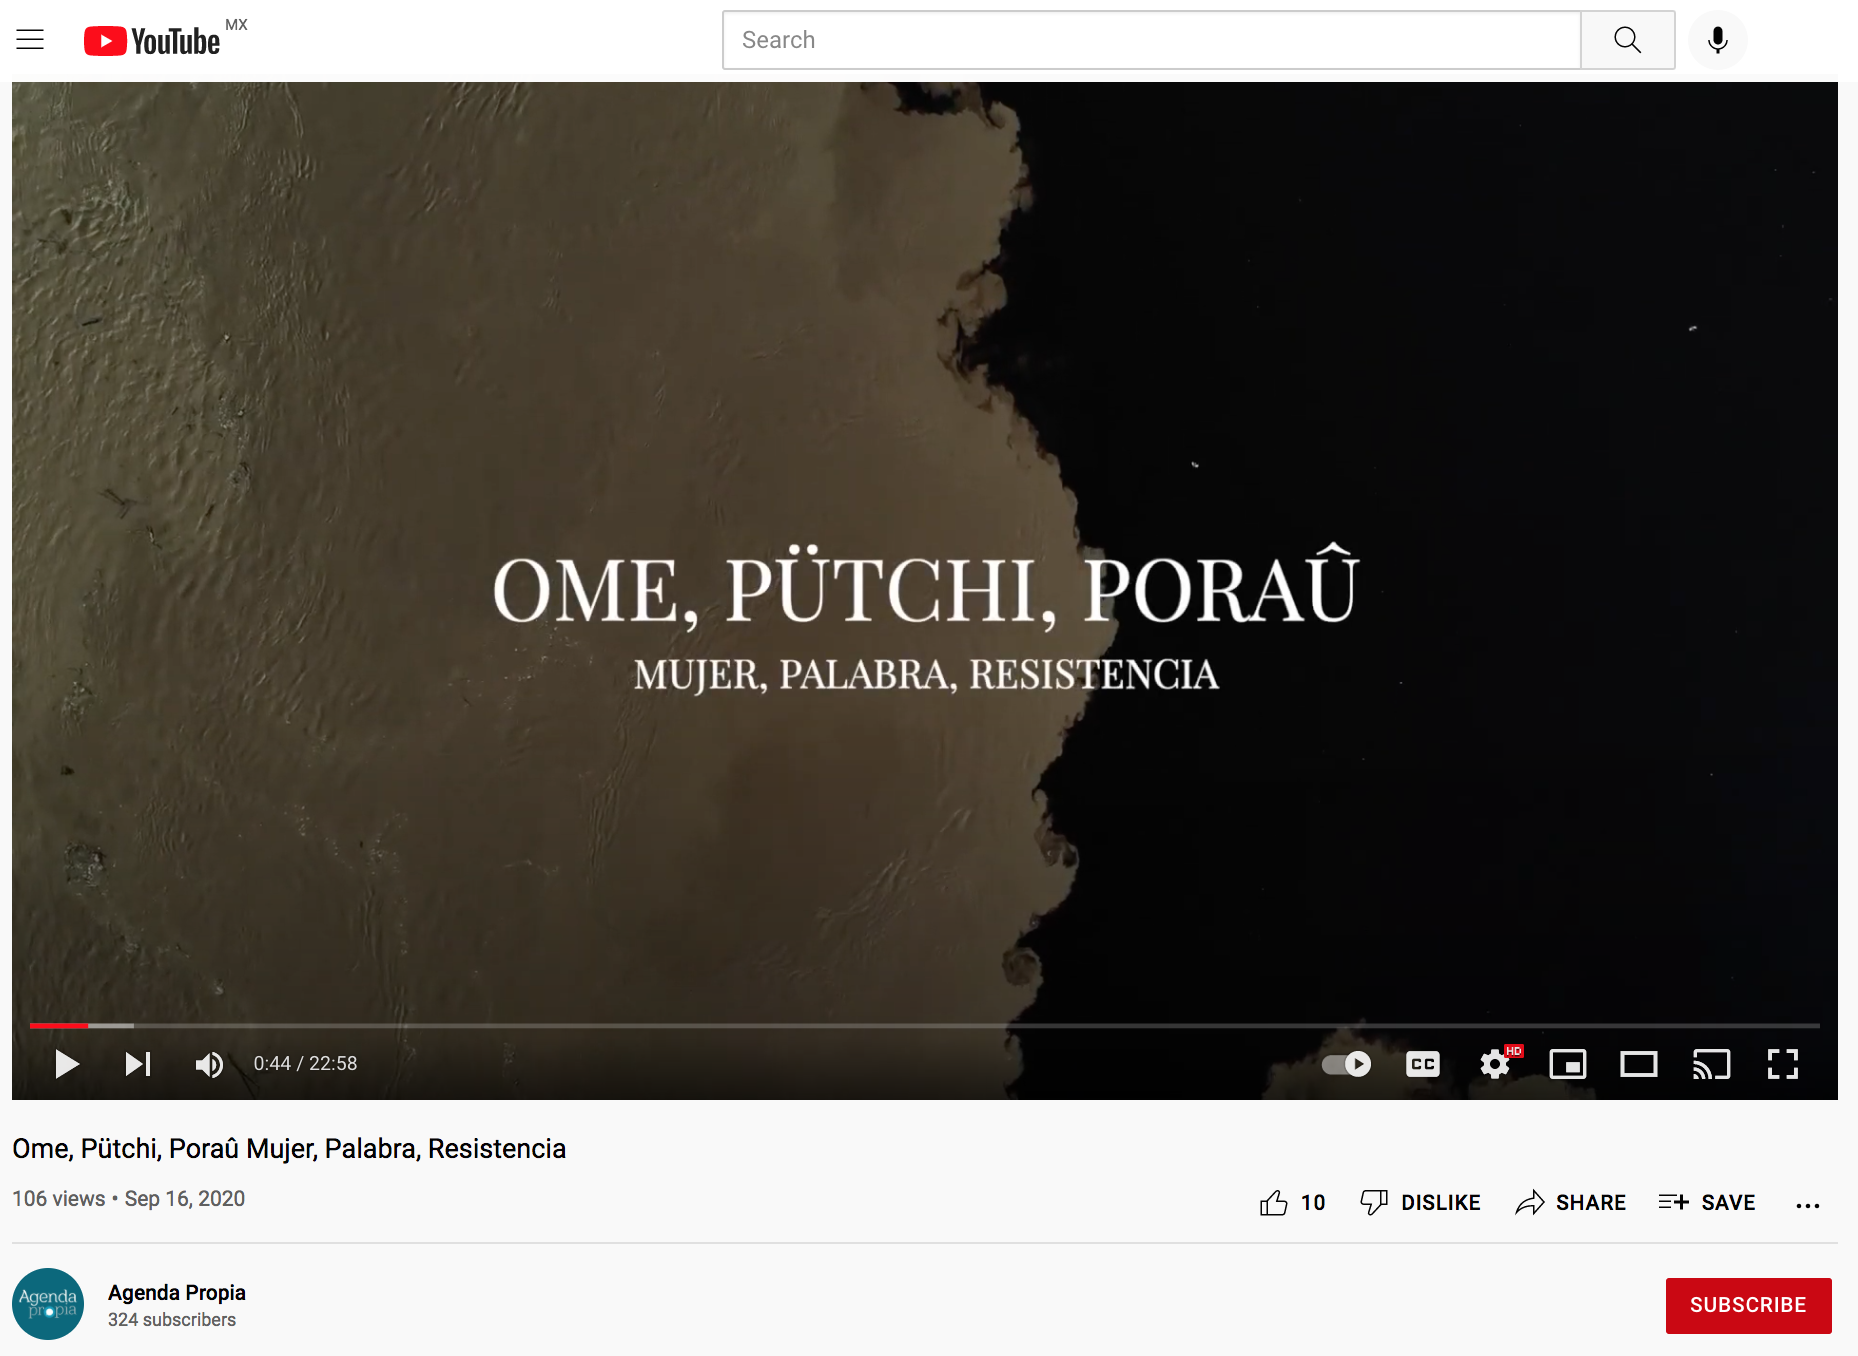 YouTube MX
Search
OME, PÜTCHI, PORAÛ
MUJER, PALABRA, RESISTENCIA
0:44 / 22:58
CC
HD
Ome, Pütchi, Poraû Mujer, Palabra, Resistencia
106 views • Sep 16, 2020
10 DISLIKE SHARE SAVE ...
Agenda
propia
Agenda Propia
324 subscribers
SUBSCRIBE